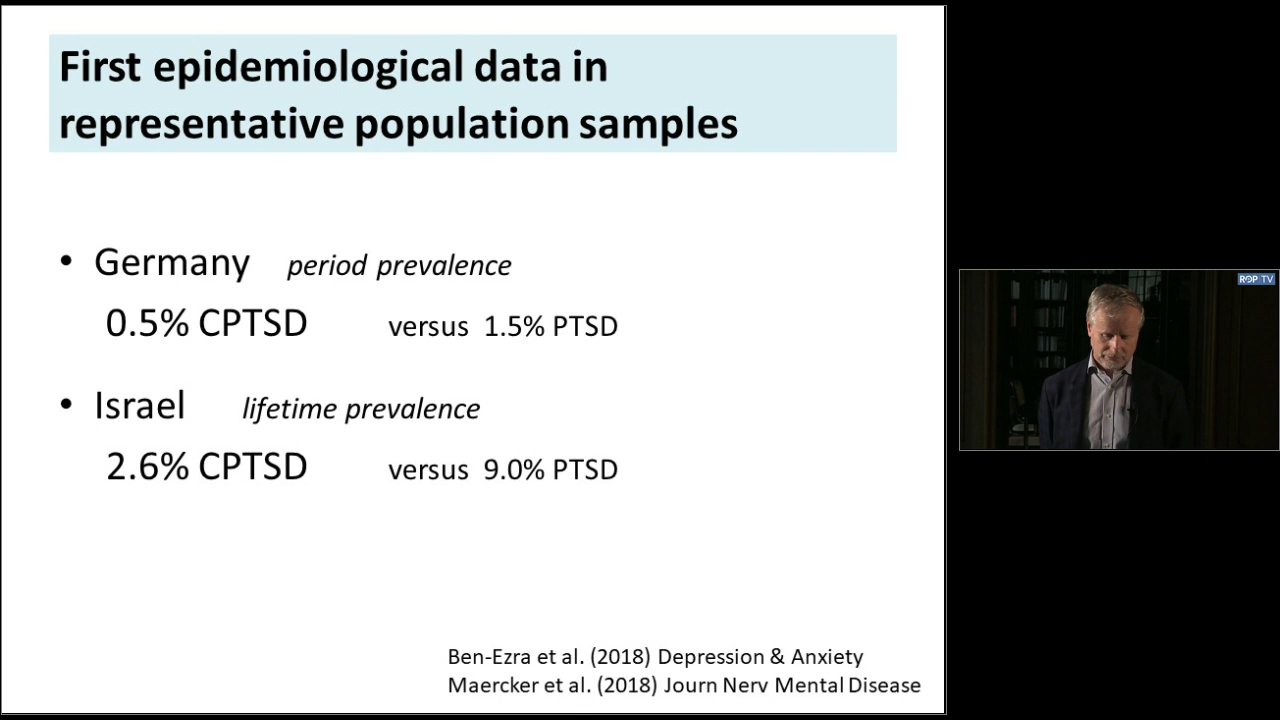 First epidemiological data in
representative population samples
• Germany period prevalence
0.5% CPTSD versus 1.5% PTSD
• Israel lifetime prevalence
2.6% CPTSD versus 9.0% PTSD
Ben-Ezra et al. (2018) Depression & Anxiety
Maercker et al. (2018) Journ Nerv Mental Disease
ROP TV